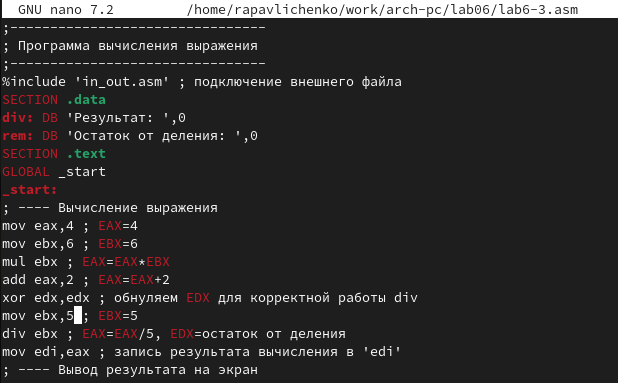 GNU nano 7.2 /home/rapavlichenko/work/arch-pc/lab06/lab6-3.asm
;--------------------------------
; Программа вычисления выражения
;--------------------------------
%include 'in_out.asm' ; подключение внешнего файла
SECTION .data
div: DB 'Результат: ',0
rem: DB 'Остаток от деления: ',0
SECTION .text
GLOBAL _start
_start:
; ---- Вычисление выражения
mov eax,4 ; EAX=4
mov ebx,6 ; EBX=6
mul ebx ; EAX=EAX*EBX
add eax,2 ; EAX=EAX+2
xor edx,edx ; обнуляем EDX для корректной работы div
mov ebx,5 ; EBX=5
div ebx ; EAX=EAX/5, EDX=остаток от деления
mov edi,eax ; запись результата вычисления в 'edi'
; ---- Вывод результата на экран